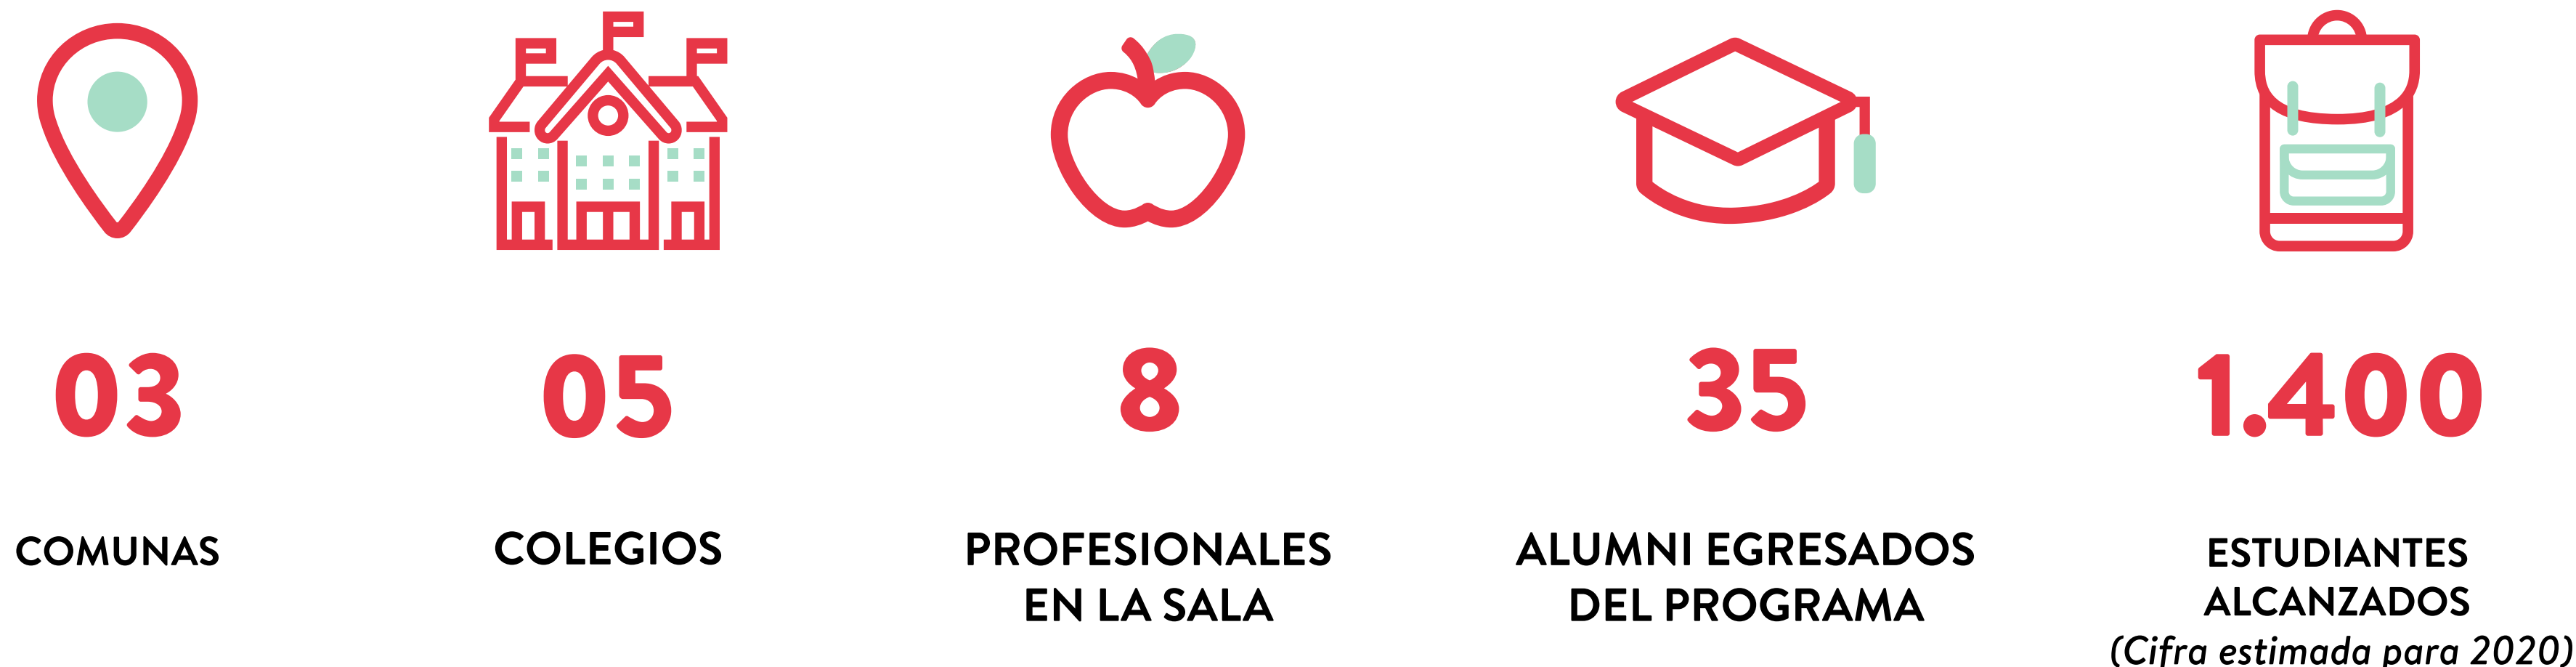 03
COMUNAS
05
COLEGIOS
8
PROFESIONALES
EN LA SALA
35
ALUMNI EGRESADOS
DEL PROGRAMA
1.400
ESTUDIANTES
ALCANZADOS
(Cifra estimada para 2020)